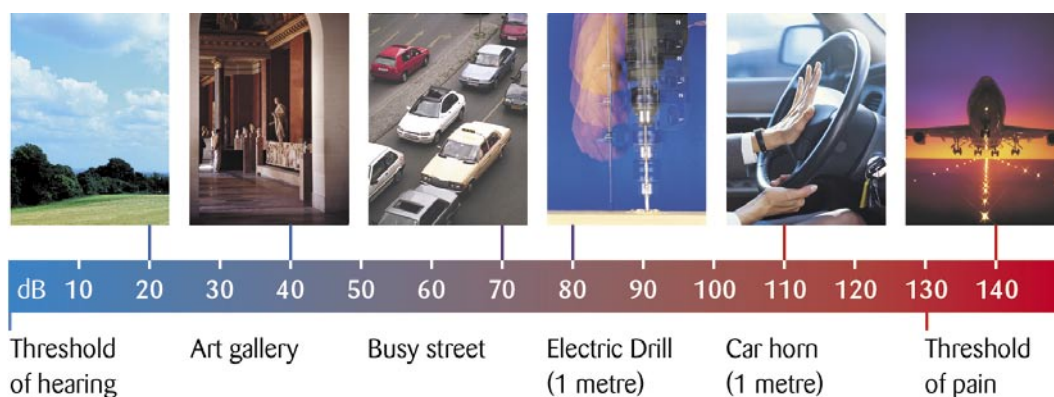 dB 10 20 30 40 50 60 70 80 90 100 110 120 130 140
Threshold
of hearing
Art gallery
Busy street
Electric Drill
(1 metre)
Car horn
(1 metre)
Threshold
of pain